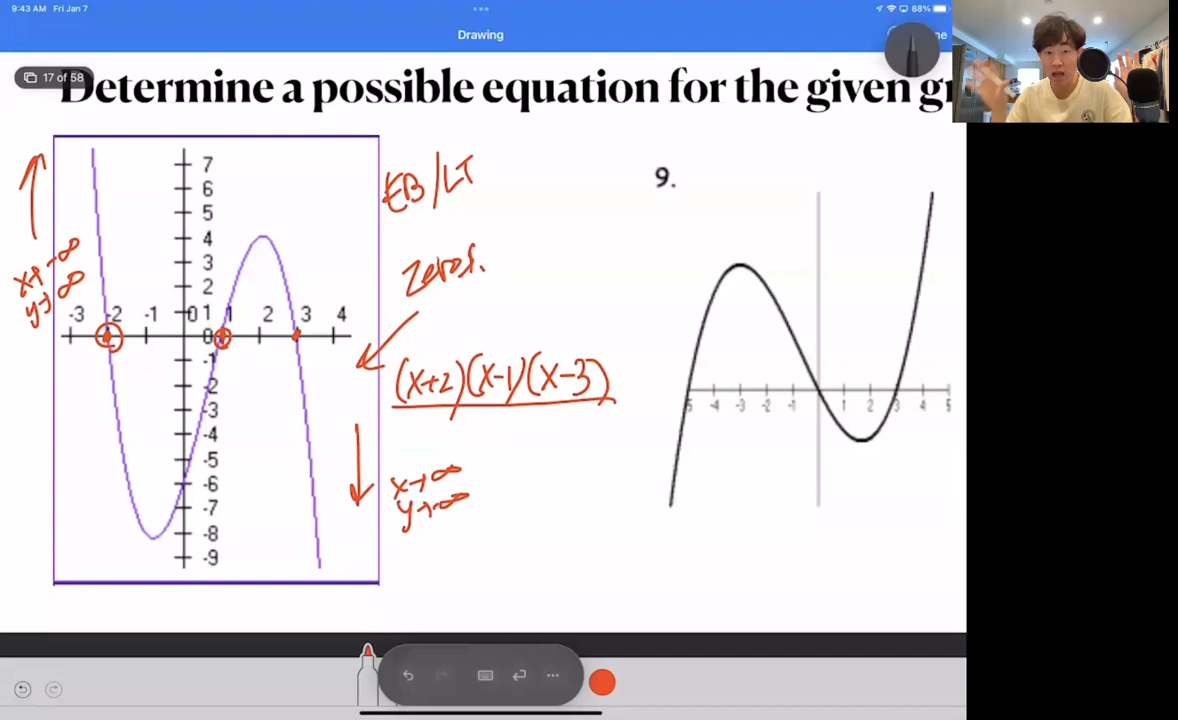 9:43 AM Fri Jan 7
88%
Drawing
17 of 58
Determine a possible equation for the given g
7
6
5
4
3
2
-3 -2 -1 0 1 1 2 3 4
0
-1
-2
-3
-4
-5
-6
-7
-8
-9
x→-∞
y→∞
EB/LT
zeros.
(x+2)(x-1)(x-3)
x→∞
y→-∞
9.
5 -4 -3 -2 -1 1 2 3 4 5